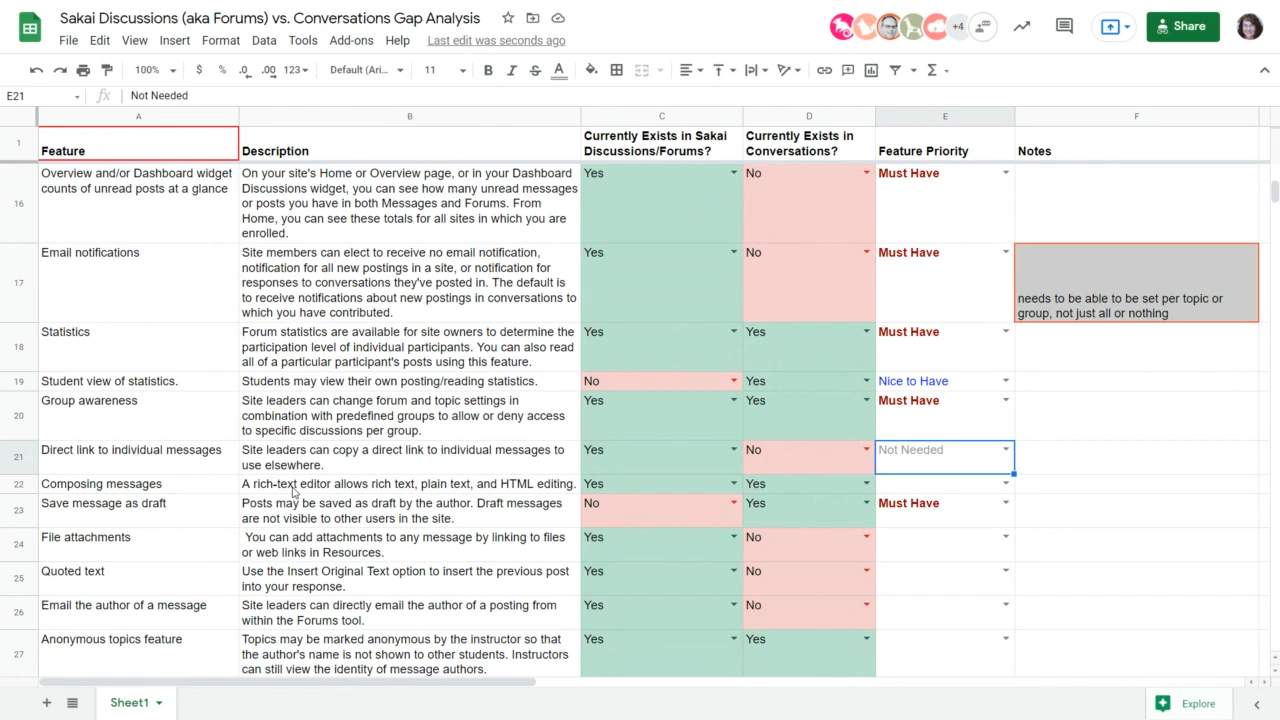 Sakai Discussions (aka Forums) vs. Conversations Gap Analysis
+4
Share
File Edit View Insert Format Data Tools Add-ons Help Last edit was seconds ago
100% $ % .0 .00 123 Default (Ari... 11 B I S A
E21 fx Not Needed
A B C D E F
1 Feature Description Currently Exists in Sakai Discussions/Forums? Currently Exists in Conversations? Feature Priority Notes
16 Overview and/or Dashboard widget
counts of unread posts at a glance
On your site's Home or Overview page, or in your Dashboard
Discussions widget, you can see how many unread messages
or posts you have in both Messages and Forums. From
Home, you can see these totals for all sites in which you are
enrolled.
Yes No Must Have
17 Email notifications
Site members can elect to receive no email notification,
notification for all new postings in a site, or notification for
responses to conversations they've posted in. The default is
to receive notifications about new postings in conversations to
which you have contributed.
Yes No Must Have
needs to be able to be set per topic or
group, not just all or nothing
18 Statistics
Forum statistics are available for site owners to determine the
participation level of individual participants. You can also read
all of a particular participant's posts using this feature.
Yes Yes Must Have
19 Student view of statistics. Students may view their own posting/reading statistics. No Yes Nice to Have
20 Group awareness
Site leaders can change forum and topic settings in
combination with predefined groups to allow or deny access
to specific discussions per group.
Yes Yes Must Have
21 Direct link to individual messages
Site leaders can copy a direct link to individual messages to
use elsewhere.
Yes No Not Needed
22 Composing messages A rich-text editor allows rich text, plain text, and HTML editing. Yes Yes
23 Save message as draft
Posts may be saved as draft by the author. Draft messages
are not visible to other users in the site.
No Yes Must Have
24 File attachments
You can add attachments to any message by linking to files
or web links in Resources.
Yes No
25 Quoted text
Use the Insert Original Text option to insert the previous post
into your response.
Yes No
26 Email the author of a message
Site leaders can directly email the author of a posting from
within the Forums tool.
Yes No
27 Anonymous topics feature
Topics may be marked anonymous by the instructor so that
the author's name is not shown to other students. Instructors
can still view the identity of message authors.
Yes Yes
Sheet1
Explore